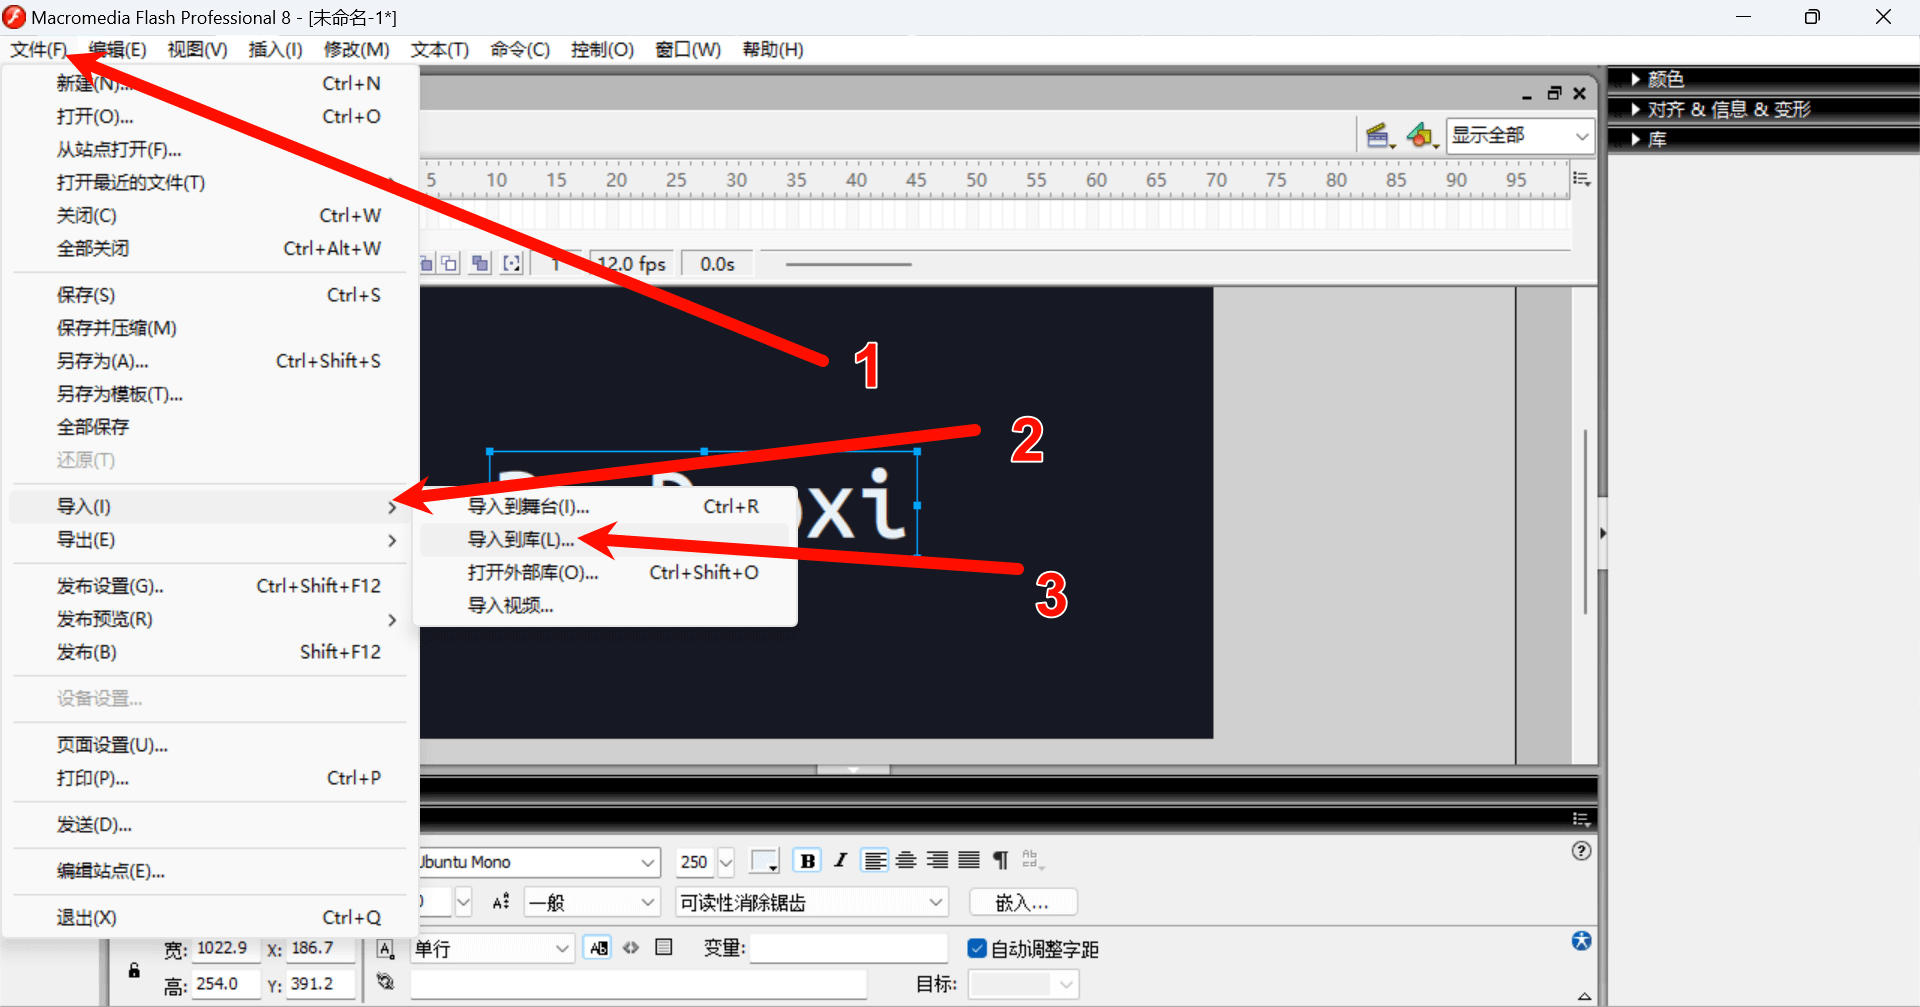 Macromedia Flash Professional 8 - [未命名-1*]
文件(F) 编辑(E) 视图(V) 插入(I) 修改(M) 文本(T) 命令(C) 控制(O) 窗口(W) 帮助(H)
新建(N)... Ctrl+N
打开(O)... Ctrl+O
从站点打开(F)...
打开最近的文件(T)
关闭(C) Ctrl+W
全部关闭 Ctrl+Alt+W
保存(S) Ctrl+S
保存并压缩(M)
另存为(A)... Ctrl+Shift+S
另存为模板(T)...
全部保存
还原(T)
导入(I)
导出(E)
发布设置(G).. Ctrl+Shift+F12
发布预览(R)
发布(B) Shift+F12
设备设置...
页面设置(U)...
打印(P)... Ctrl+P
发送(D)...
编辑站点(E)...
退出(X) Ctrl+Q
导入到舞台(I)... Ctrl+R
导入到库(L)...
打开外部库(O)... Ctrl+Shift+O
导入视频...
1
2
3
显示全部
5 10 15 20 25 30 35 40 45 50 55 60 65 70 75 80 85 90 95
1 12.0 fps 0.0s
oxi
颜色
对齐 & 信息 & 变形
库
Ubuntu Mono 250 B I
一般 可读性消除锯齿 嵌入...
宽: 1022.9 X: 186.7 A 单行 AB 变量: 自动调整字距
高: 254.0 Y: 391.2 目标: